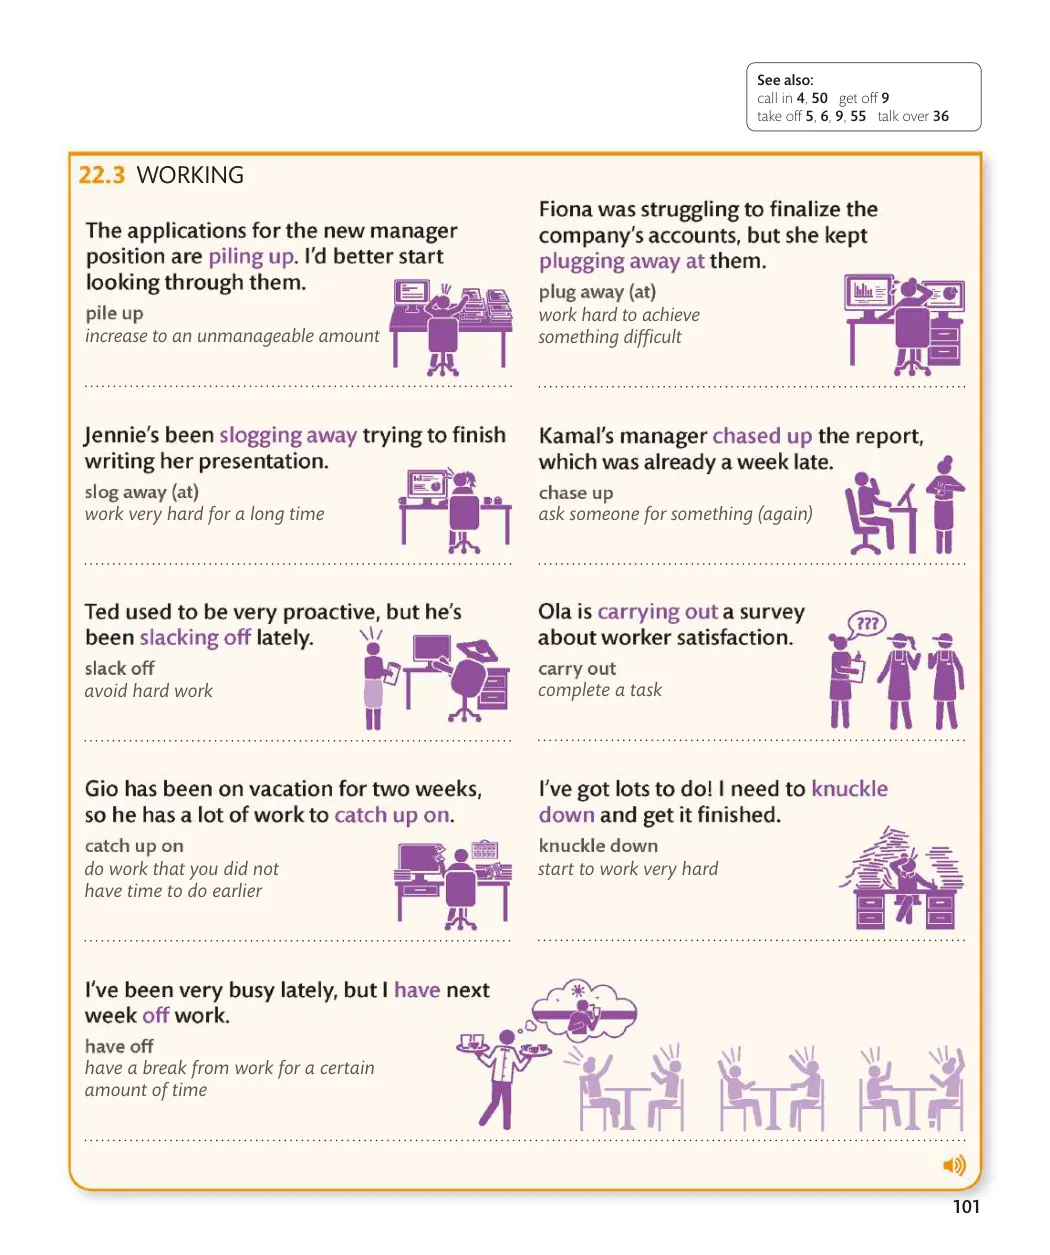 See also:
call in 4, 50 get off 9
take off 5, 6, 9, 55 talk over 36
22.3 WORKING
The applications for the new manager
position are piling up. I'd better start
looking through them.
pile up
increase to an unmanageable amount
Fiona was struggling to finalize the
company's accounts, but she kept
plugging away at them.
plug away (at)
work hard to achieve
something difficult
Jennie's been slogging away trying to finish
writing her presentation.
slog away (at)
work very hard for a long time
Kamal's manager chased up the report,
which was already a week late.
chase up
ask someone for something (again)
Ted used to be very proactive, but he's
been slacking off lately.
slack off
avoid hard work
Ola is carrying out a survey
about worker satisfaction.
carry out
complete a task
???
Gio has been on vacation for two weeks,
so he has a lot of work to catch up on.
catch up on
do work that you did not
have time to do earlier
I've got lots to do! I need to knuckle
down and get it finished.
knuckle down
start to work very hard
I've been very busy lately, but I have next
week off work.
have off
have a break from work for a certain
amount of time
101